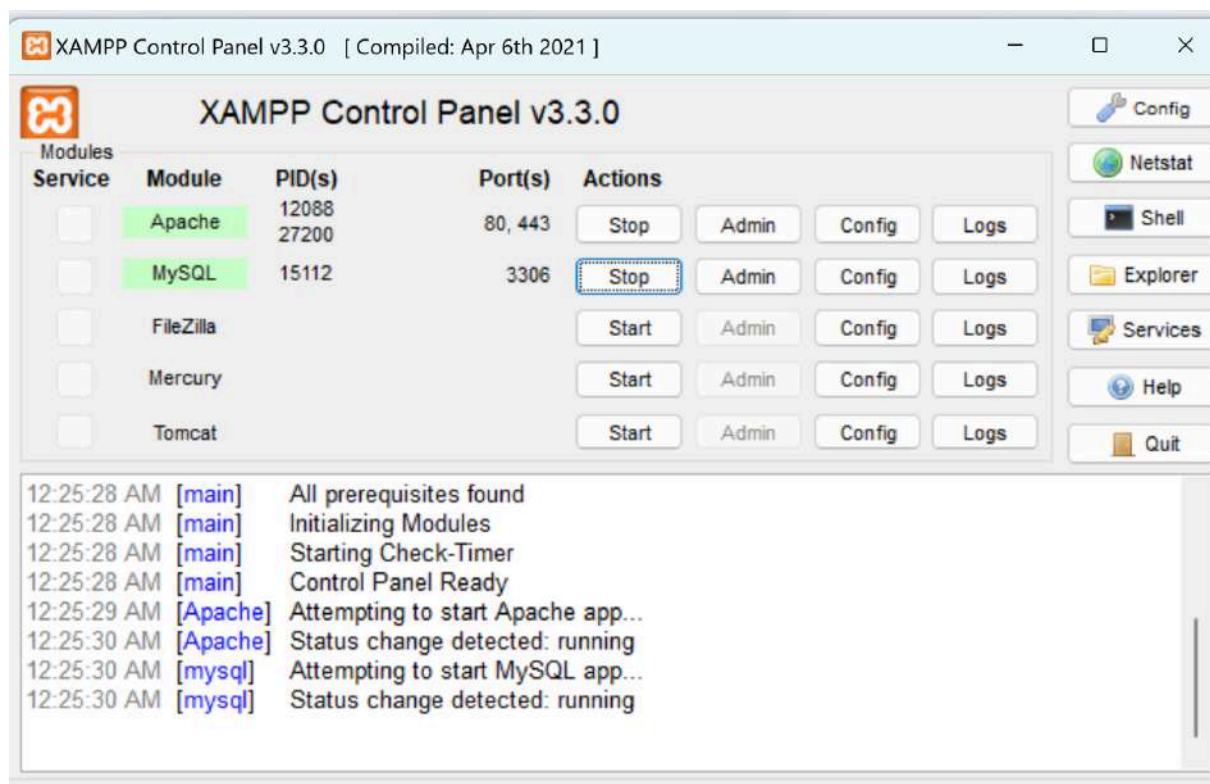 XAMPP Control Panel v3.3.0 [ Compiled: Apr 6th 2021 ]
XAMPP Control Panel v3.3.0
Config
Modules
Service Module PID(s) Port(s) Actions
Netstat
Apache 12088 27200 80, 443 Stop Admin Config Logs
Shell
MySQL 15112 3306 Stop Admin Config Logs
Explorer
FileZilla Start Admin Config Logs
Services
Mercury Start Admin Config Logs
Help
Tomcat Start Admin Config Logs
Quit
12:25:28 AM [main] All prerequisites found
12:25:28 AM [main] Initializing Modules
12:25:28 AM [main] Starting Check-Timer
12:25:28 AM [main] Control Panel Ready
12:25:29 AM [Apache] Attempting to start Apache app...
12:25:30 AM [Apache] Status change detected: running
12:25:30 AM [mysql] Attempting to start MySQL app...
12:25:30 AM [mysql] Status change detected: running